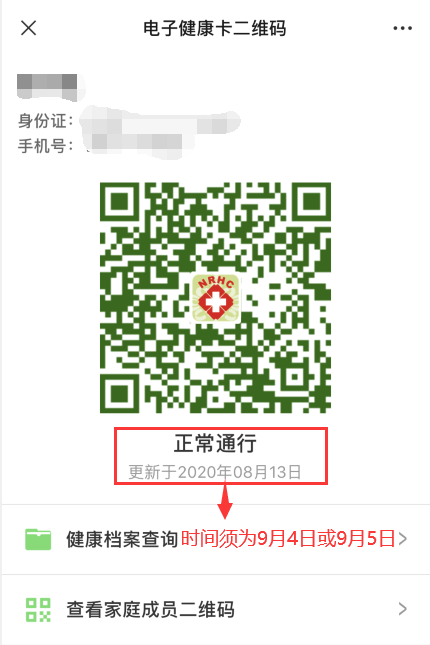 电子健康卡二维码
身份证：
手机号：
NRHC
正常通行
更新于2020年08月13日
健康档案查询
时间须为9月4日或9月5日
查看家庭成员二维码